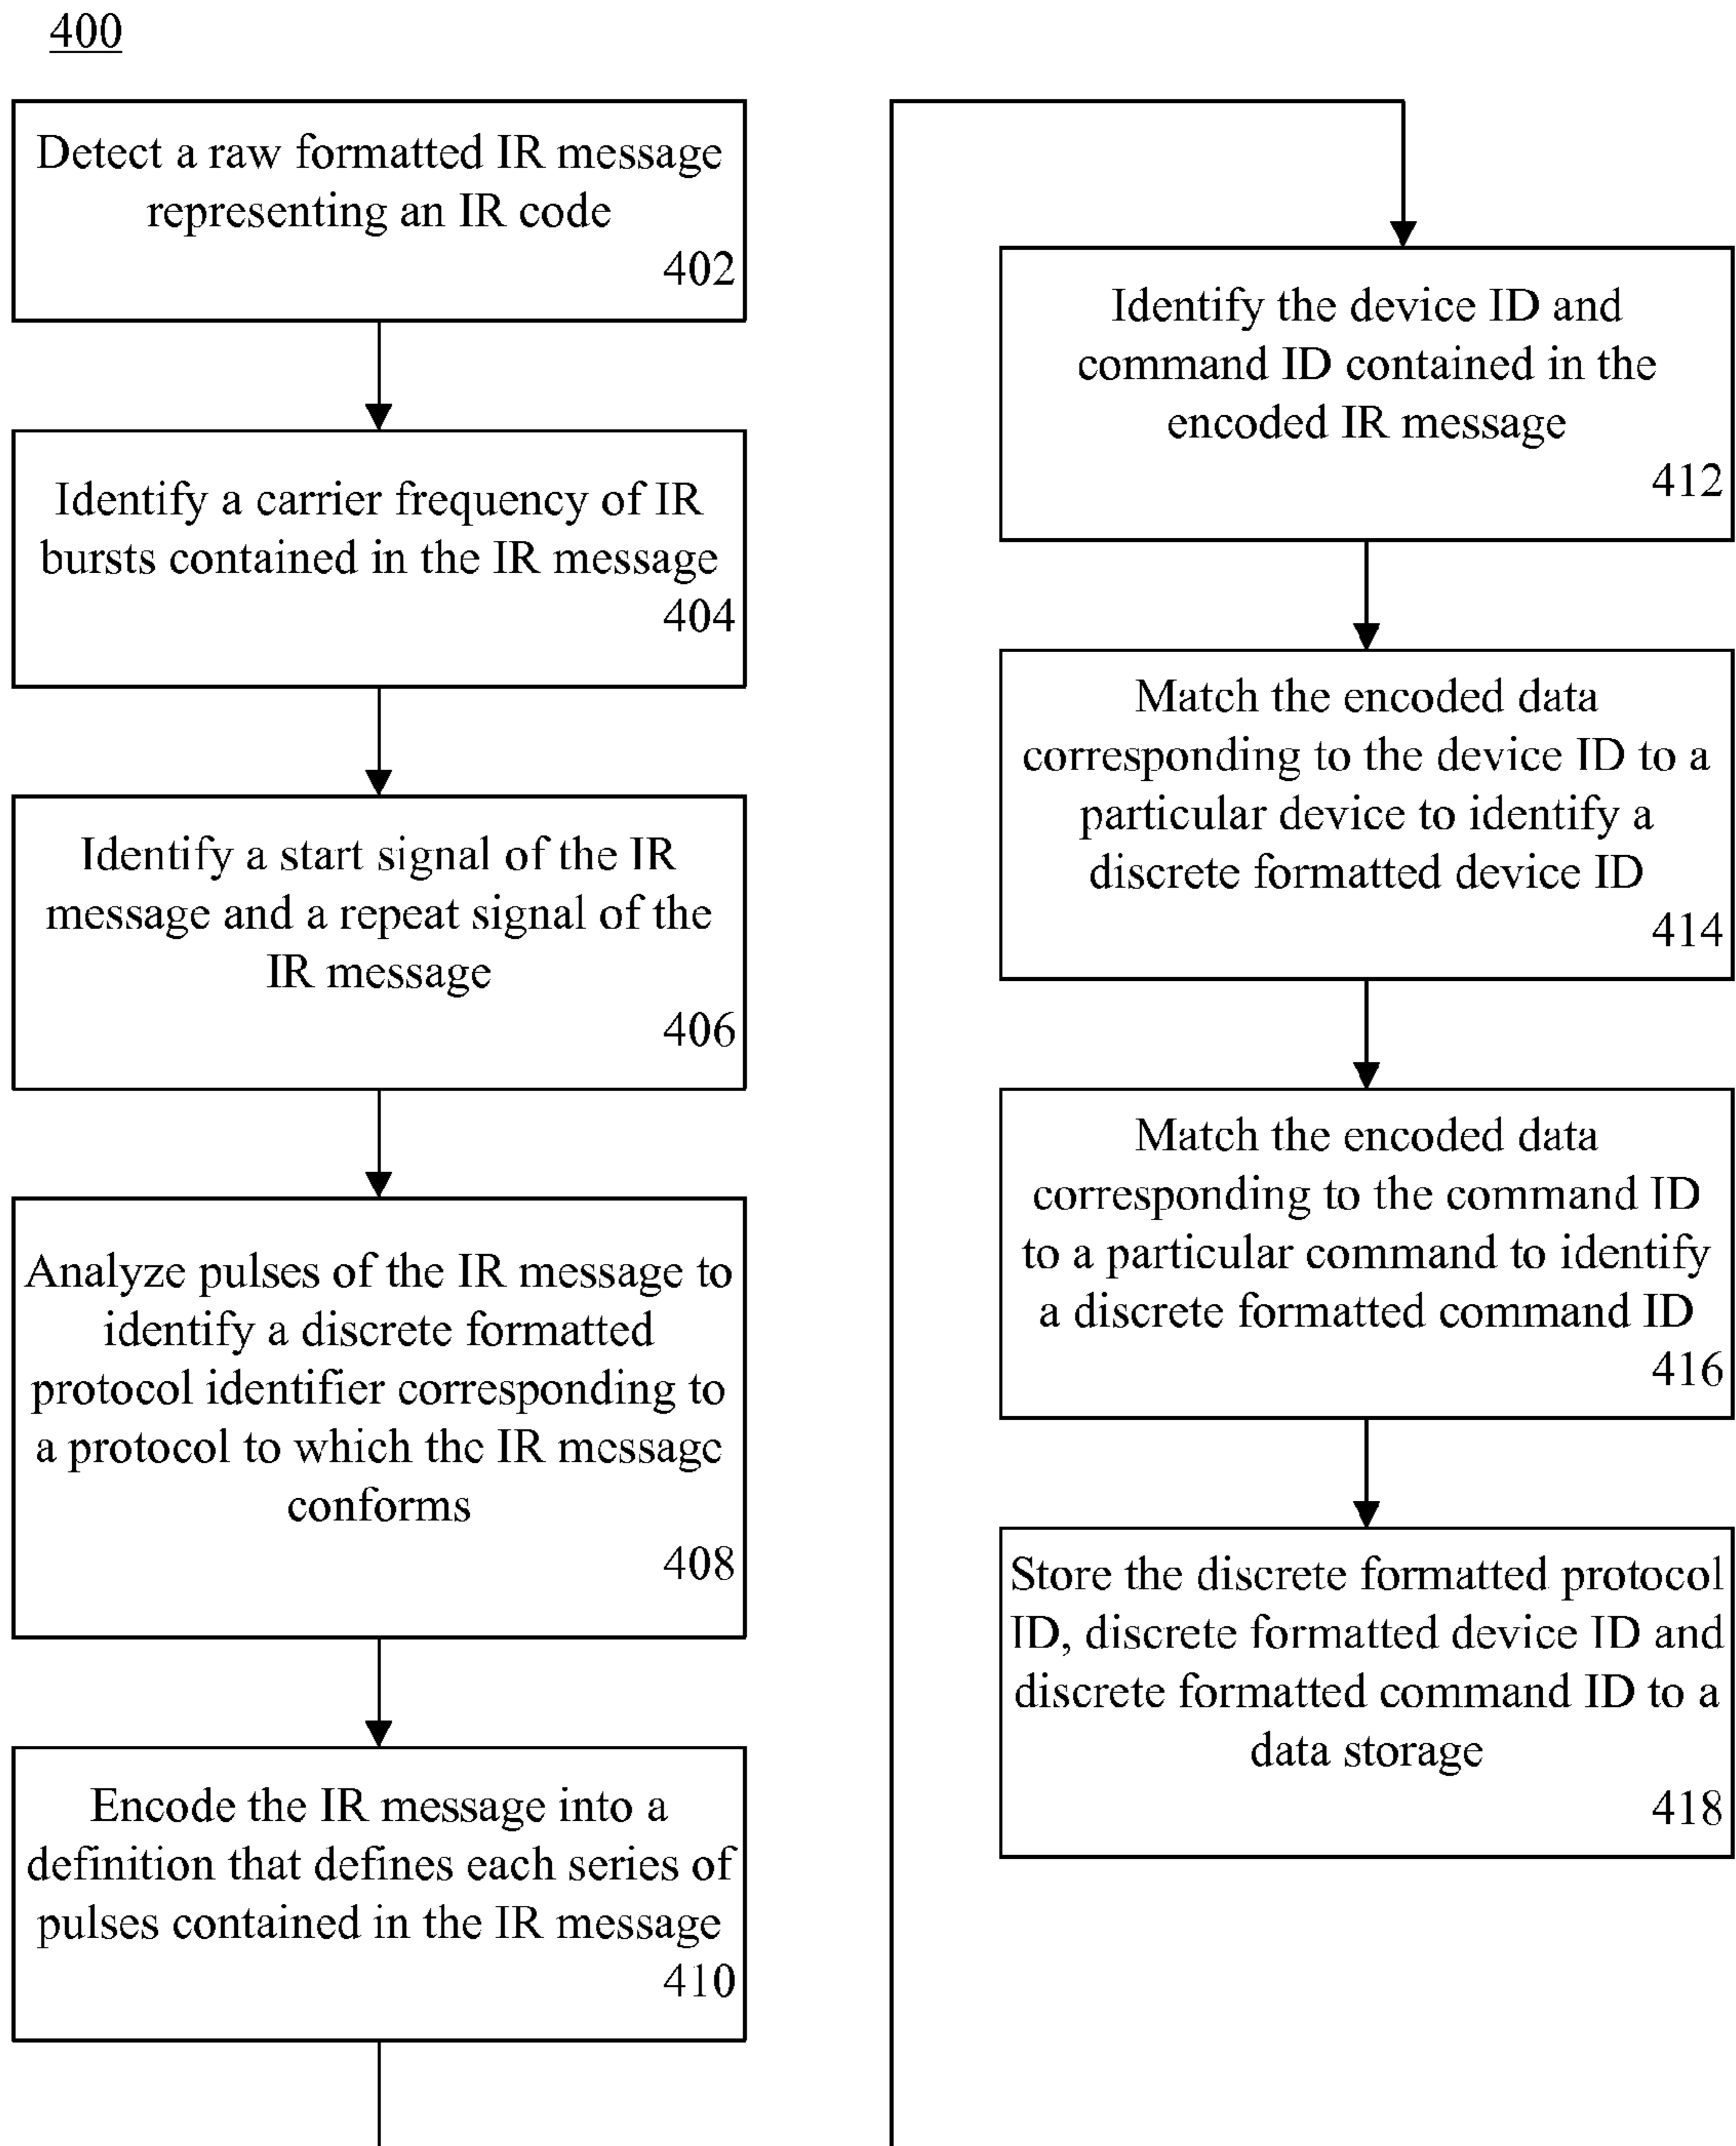 400
Detect a raw formatted IR message
representing an IR code
402
Identify a carrier frequency of IR
bursts contained in the IR message
404
Identify a start signal of the IR
message and a repeat signal of the
IR message
406
Analyze pulses of the IR message to
identify a discrete formatted
protocol identifier corresponding to
a protocol to which the IR message
conforms
408
Encode the IR message into a
definition that defines each series of
pulses contained in the IR message
410
Identify the device ID and
command ID contained in the
encoded IR message
412
Match the encoded data
corresponding to the device ID to a
particular device to identify a
discrete formatted device ID
414
Match the encoded data
corresponding to the command ID
to a particular command to identify
a discrete formatted command ID
416
Store the discrete formatted protocol
ID, discrete formatted device ID and
discrete formatted command ID to a
data storage
418